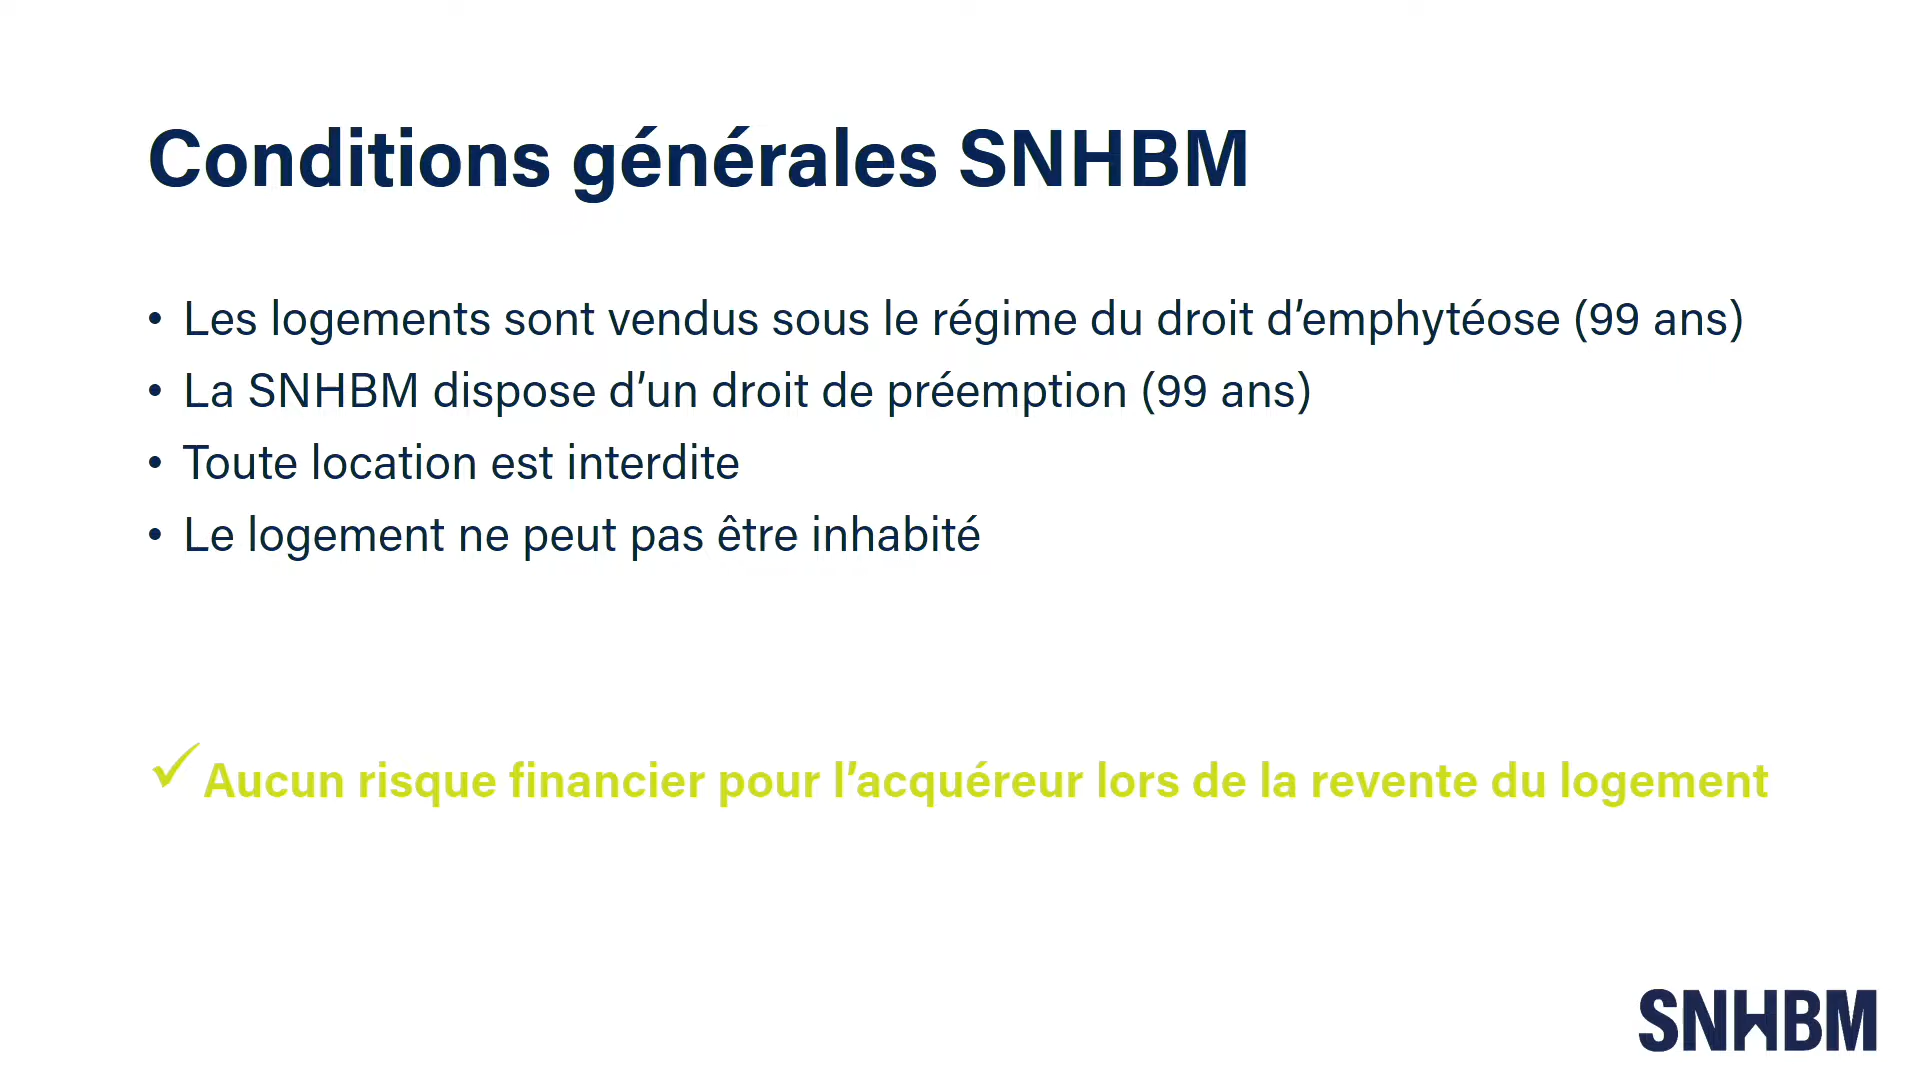 Conditions générales SNHBM
• Les logements sont vendus sous le régime du droit d’emphytéose (99 ans)
• La SNHBM dispose d’un droit de préemption (99 ans)
• Toute location est interdite
• Le logement ne peut pas être inhabité
✓ Aucun risque financier pour l’acquéreur lors de la revente du logement
SNHBM